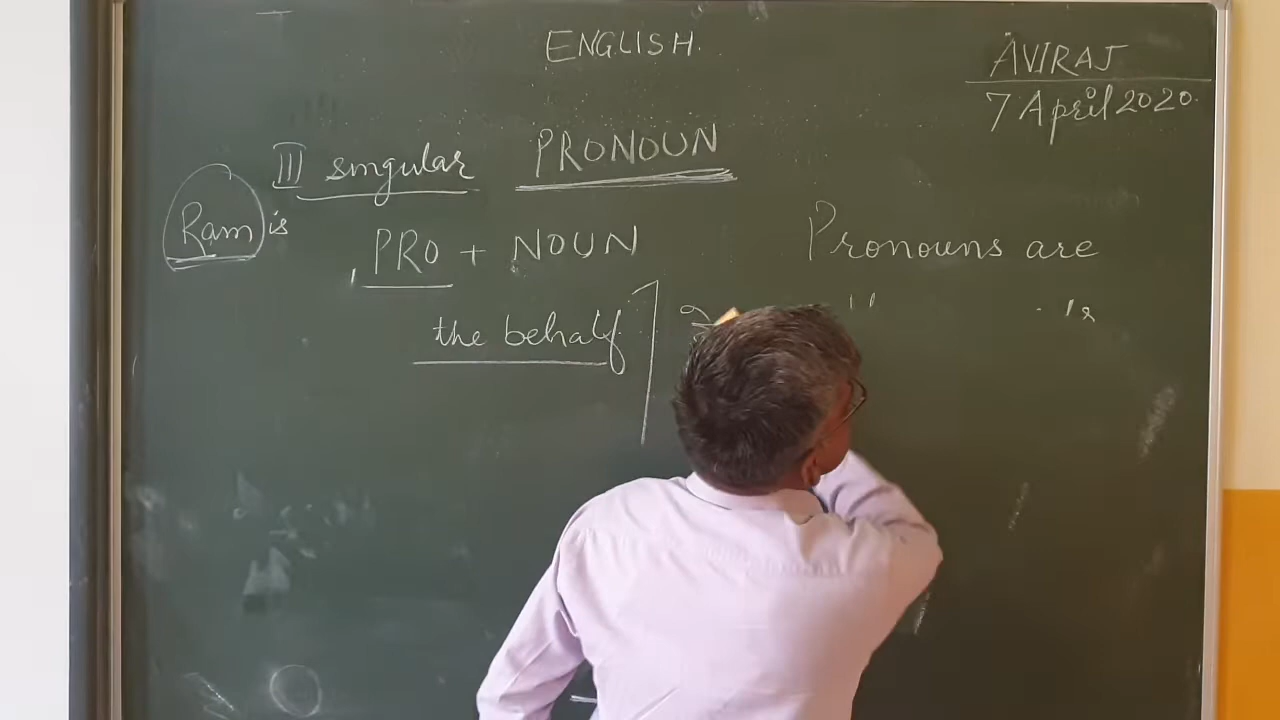 ENGLISH.
AVIRAJ
7 April 2020.
III singular PRONOUN
Ram is
PRO + NOUN
Pronouns are
the behalf
" "